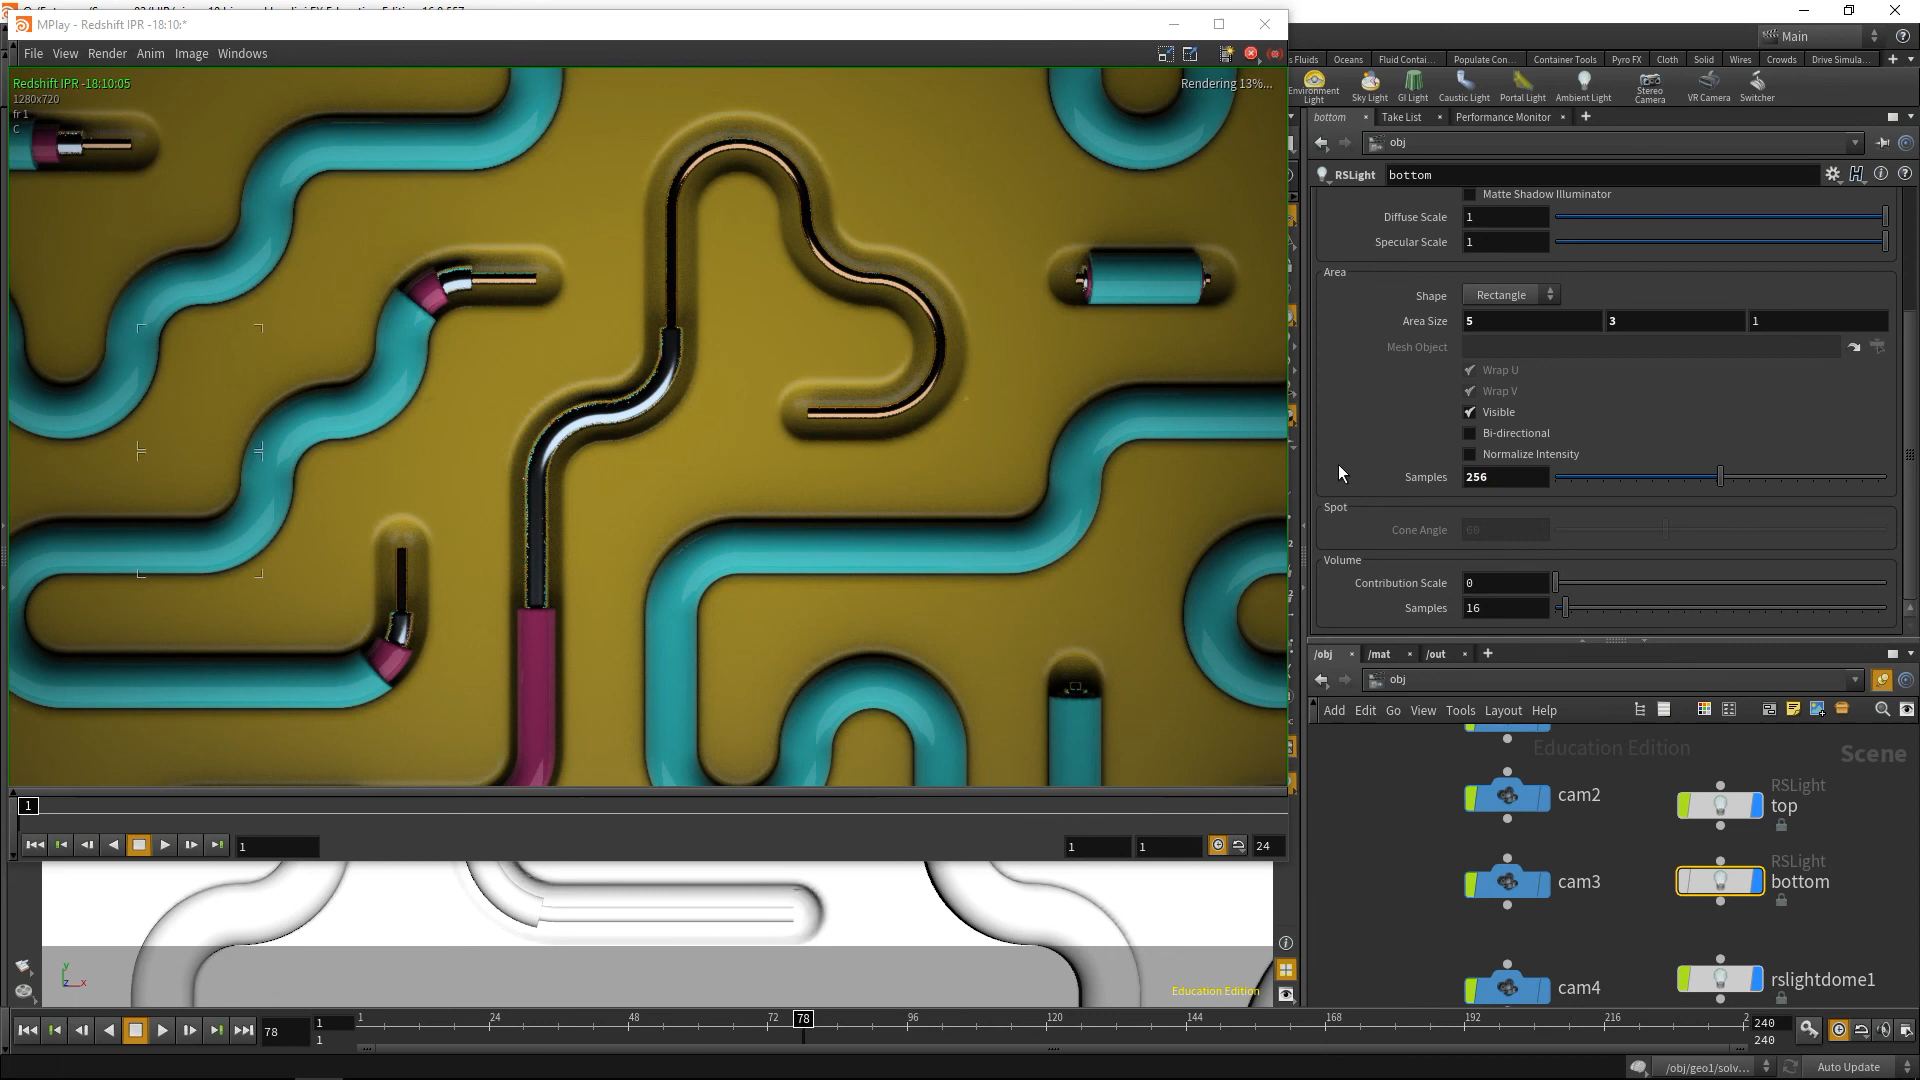 MPlay - Redshift IPR -18:10:*
File View Render Anim Image Windows
Redshift IPR -18:10:05
1280x720
fr 1
C
Rendering 13%...
1
1
1
1
24
Education Edition
Main
s Fluids Oceans Fluid Contai... Populate Con... Container Tools Pyro FX Cloth Solid Wires Crowds Drive Simula...
Environment Light
Sky Light
GI Light
Caustic Light
Portal Light
Ambient Light
Stereo Camera
VR Camera
Switcher
bottom Take List Performance Monitor
obj
RSLight bottom
Matte Shadow Illuminator
Diffuse Scale 1
Specular Scale 1
Area
Shape Rectangle
Area Size 5 3 1
Mesh Object
Wrap U
Wrap V
Visible
Bi-directional
Normalize Intensity
Samples 256
Spot
Cone Angle 60
Volume
Contribution Scale 0
Samples 16
/obj /mat /out
obj
Add Edit Go View Tools Layout Help
Education Edition
Scene
cam2
RSLight
top
cam3
RSLight
bottom
cam4
rslightdome1
78
1
1
1 24 48 72 78 96 120 144 168 192 216 2
240
240
/obj/geo1/solv...
Auto Update